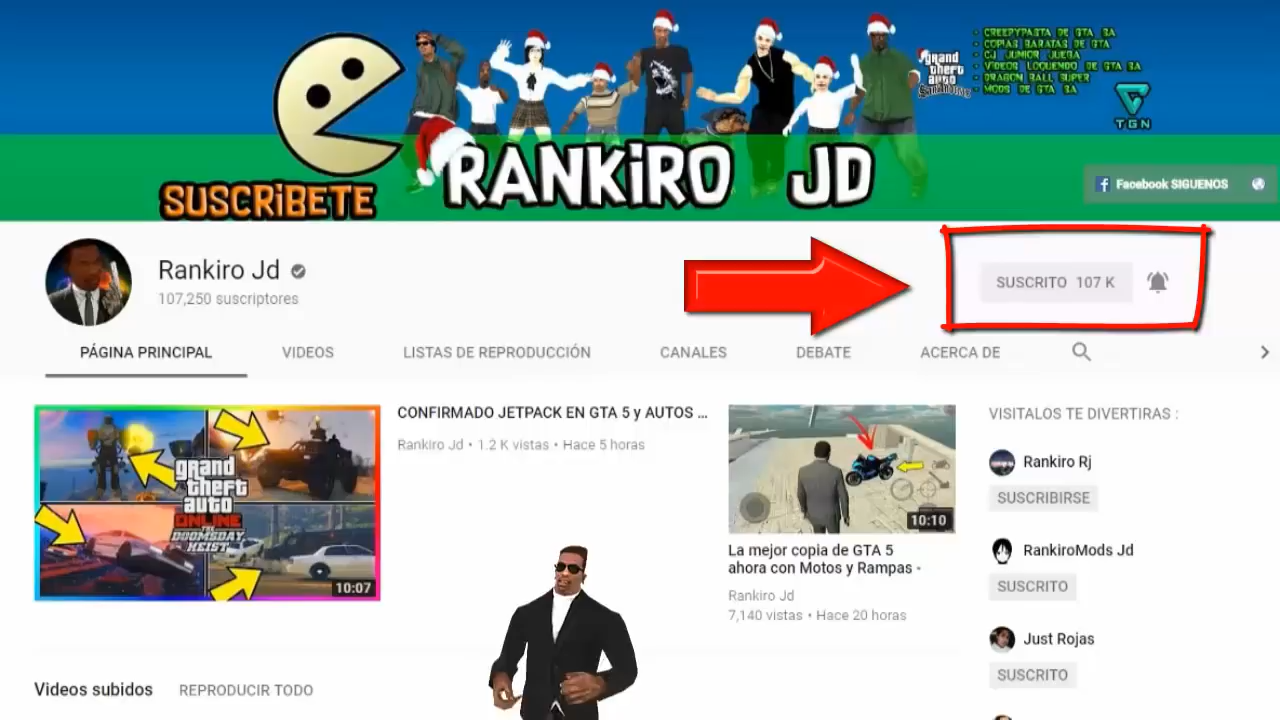 grand
theft
auto
San Andreas
- CREEPYPASTA DE GTA SA
- COPIAS BARATAS DE GTA
- CJ JUNIOR JUEGA
- VIDEOS LOQUENDO DE GTA SA
- DRAGON BALL SUPER
- MODS DE GTA SA
TGN
SUSCRiBETE
RANKiRO JD
Facebook SIGUENOS
Rankiro Jd
107,250 suscriptores
SUSCRITO 107 K
PÁGINA PRINCIPAL
VIDEOS
LISTAS DE REPRODUCCIÓN
CANALES
DEBATE
ACERCA DE
grand
theft
auto
ONLINE
THE
DOOMSDAY
HEIST
10:07
CONFIRMADO JETPACK EN GTA 5 y AUTOS ...
Rankiro Jd • 1.2 K vistas • Hace 5 horas
10:10
La mejor copia de GTA 5
ahora con Motos y Rampas -
Rankiro Jd
7,140 vistas • Hace 20 horas
VISITALOS TE DIVERTIRAS :
Rankiro Rj
SUSCRIBIRSE
RankiroMods Jd
SUSCRITO
Just Rojas
SUSCRITO
Videos subidos
REPRODUCIR TODO